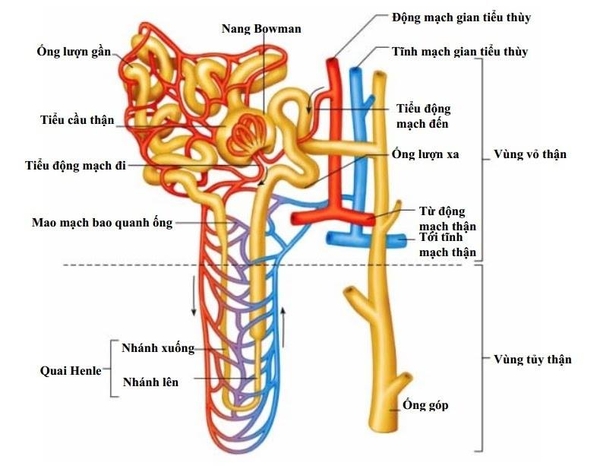 Động mạch gian tiểu thùy
Nang Bowman
Tĩnh mạch gian tiểu thùy
Ống lượn gần
Tiểu động
mạch đến
Tiểu cầu thận
Ống lượn xa
Vùng vỏ thận
Tiểu động mạch đi
Từ động
mạch thận
Mao mạch bao quanh ống
Tới tĩnh
mạch thận
Nhánh xuống
Quai Henle
Nhánh lên
Vùng tủy thận
Ống góp